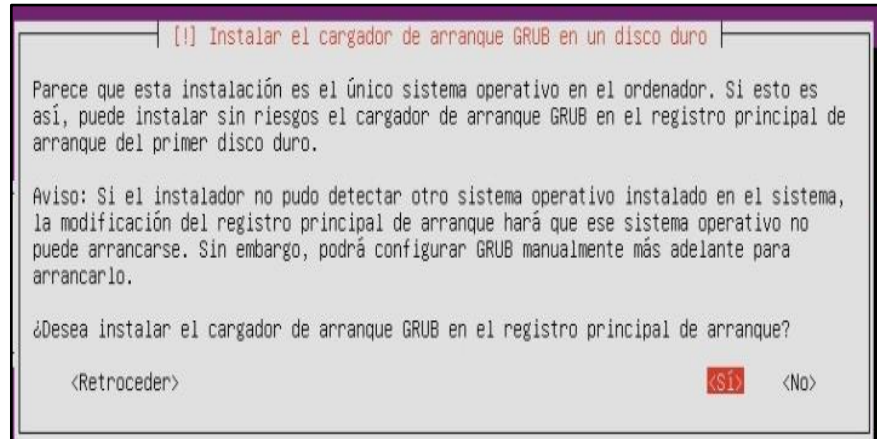 [!] Instalar el cargador de arranque GRUB en un disco duro
Parece que esta instalación es el único sistema operativo en el ordenador. Si esto es
así, puede instalar sin riesgos el cargador de arranque GRUB en el registro principal de
arranque del primer disco duro.
Aviso: Si el instalador no pudo detectar otro sistema operativo instalado en el sistema,
la modificación del registro principal de arranque hará que ese sistema operativo no
puede arrancarse. Sin embargo, podrá configurar GRUB manualmente más adelante para
arrancarlo.
¿Desea instalar el cargador de arranque GRUB en el registro principal de arranque?
<Retroceder> <Sí> <No>